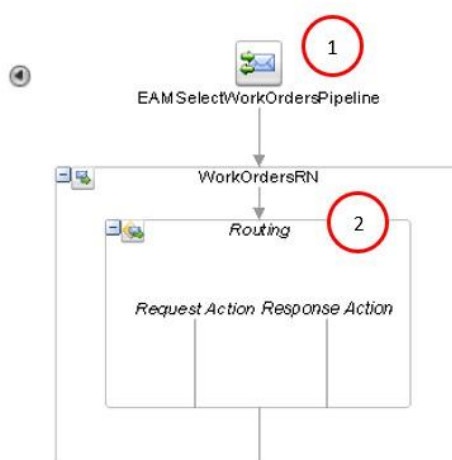 1
EAMSelectWorkOrdersPipeline
WorkOrdersRN
Routing
2
Request Action Response Action